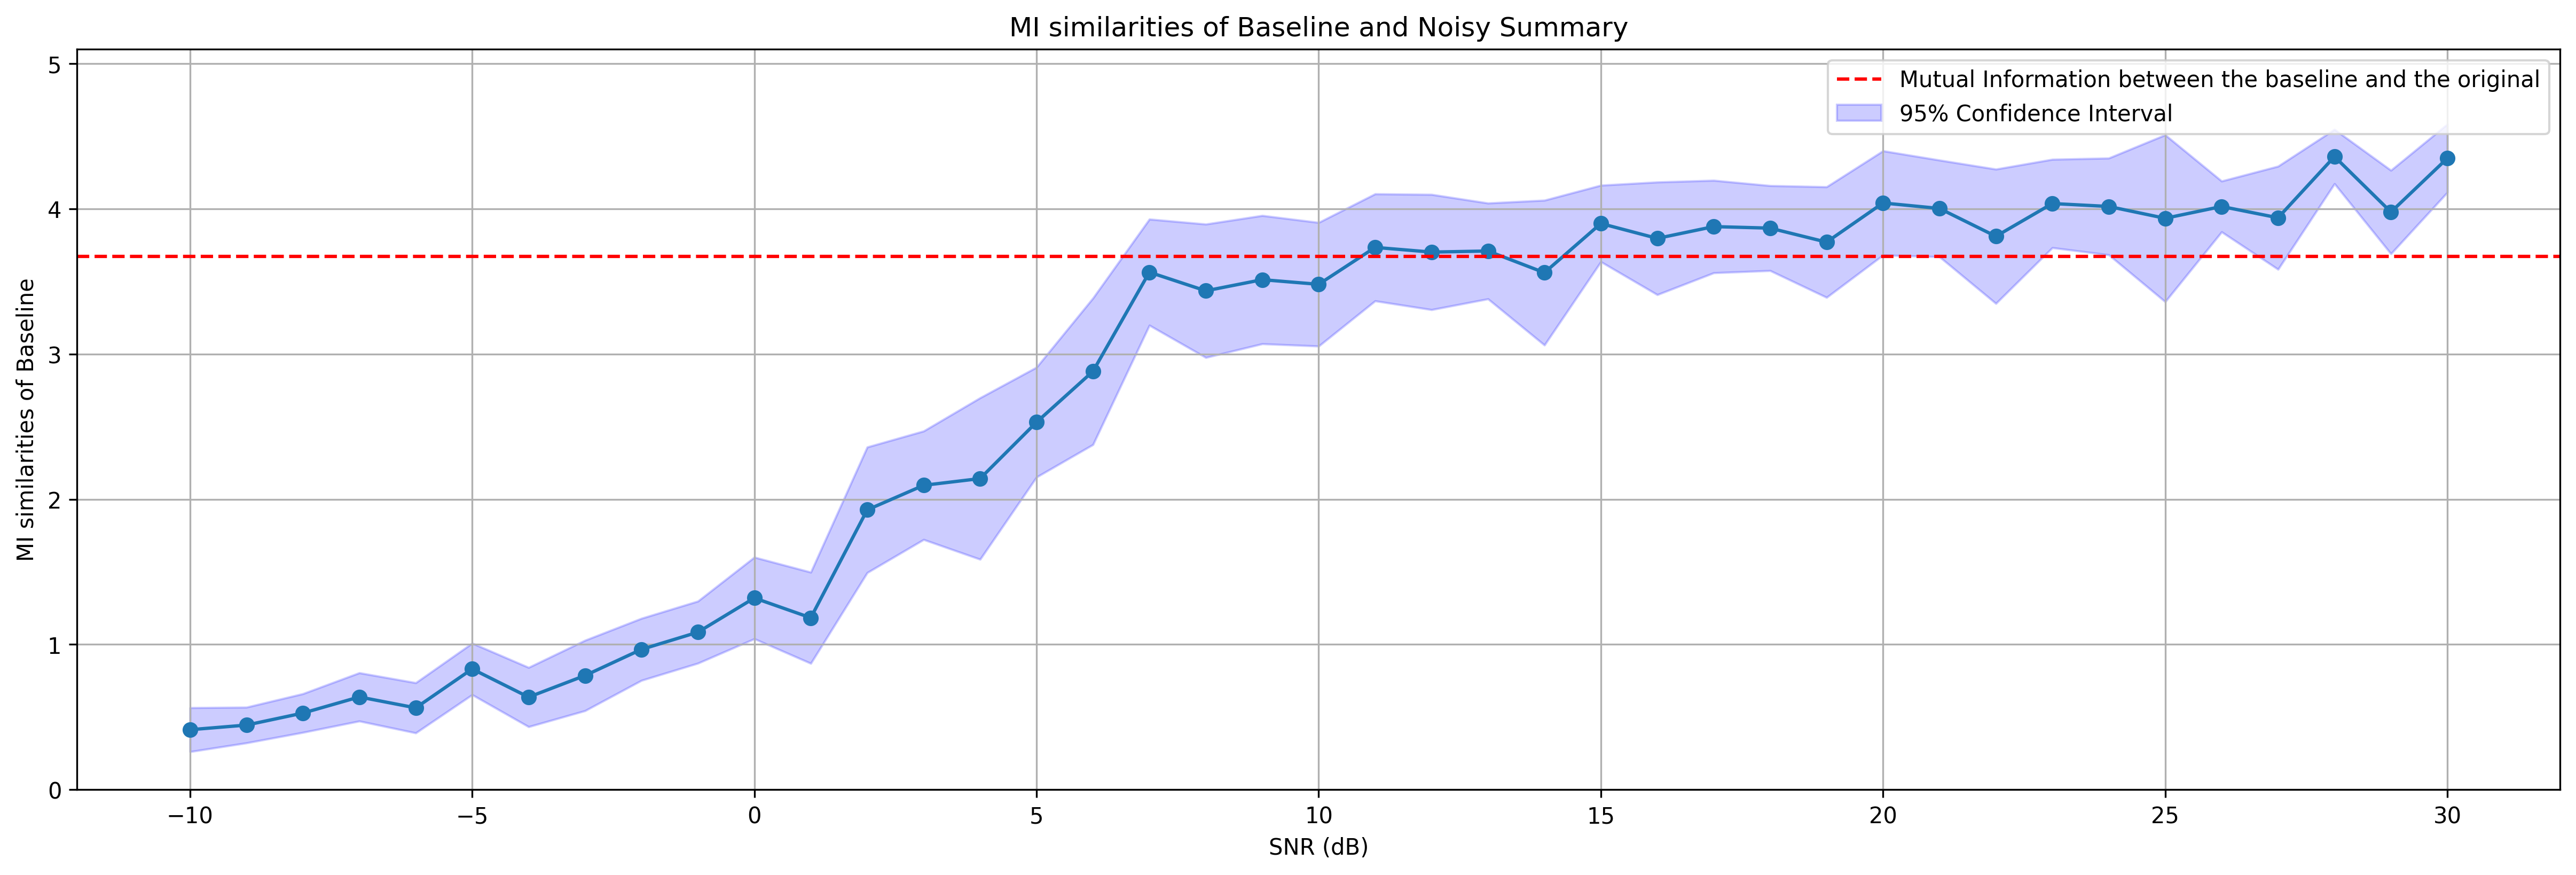 MI similarities of Baseline and Noisy Summary
5
4
3
2
1
0
MI similarities of Baseline
Mutual Information between the baseline and the original
95% Confidence Interval
−10 −5 0 5 10 15 20 25 30
SNR (dB)